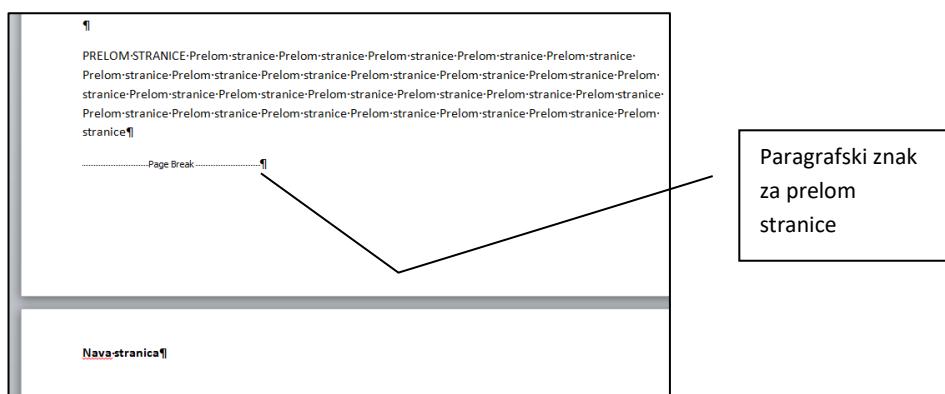 ¶
PRELOM·STRANICE·Prelom·stranice·Prelom·stranice·Prelom·stranice·Prelom·stranice·Prelom·stranice·
Prelom·stranice·Prelom·stranice·Prelom·stranice·Prelom·stranice·Prelom·stranice·Prelom·stranice·Prelom·
stranice·Prelom·stranice·Prelom·stranice·Prelom·stranice·Prelom·stranice·Prelom·stranice·Prelom·stranice·
Prelom·stranice·Prelom·stranice·Prelom·stranice·Prelom·stranice·Prelom·stranice·Prelom·stranice·Prelom·
stranice¶
Page Break ¶
Paragrafski znak
za prelom
stranice
Nava·stranica¶